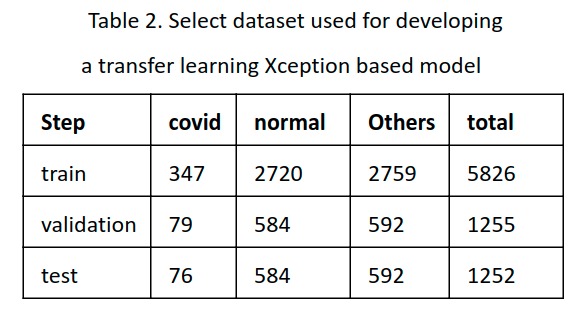 Table 2. Select dataset used for developing
a transfer learning Xception based model
Step covid normal Others total
train 347 2720 2759 5826
validation 79 584 592 1255
test 76 584 592 1252